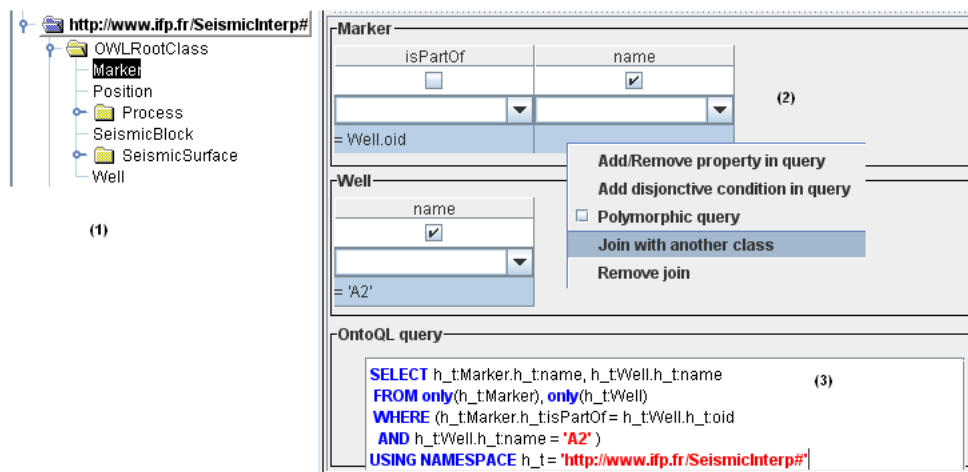 http://www.ifp.fr/SeismicInterp#
OWLRootClass
Marker
Position
Process
SeismicBlock
SeismicSurface
Well
(1)
Marker
isPartOf name
= Well.oid
(2)
Add/Remove property in query
Add disjonctive condition in query
Polymorphic query
Join with another class
Remove join
Well
name
= 'A2'
OntoQL query
SELECT h_t:Marker.h_t:name, h_t:Well.h_t:name
FROM only(h_t:Marker), only(h_t:Well)
WHERE (h_t:Marker.h_t:isPartOf = h_t:Well.h_t:oid
AND h_t:Well.h_t:name = 'A2' )
USING NAMESPACE h_t = 'http://www.ifp.fr/SeismicInterp#'
(3)